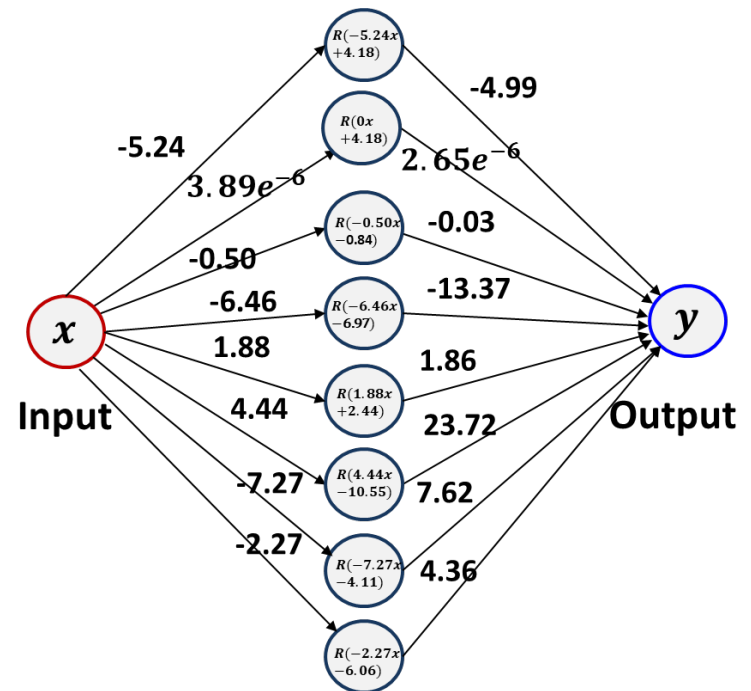 R(−5.24x
+4.18)
-4.99
R(0x
+4.18)
-5.24
2.65e⁻⁶
3.89e⁻⁶
R(−0.50x
−0.84)
-0.03
-0.50
-6.46
-13.37
R(−6.46x
−6.97)
x
y
1.88
1.86
Input
R(1.88x
+2.44)
Output
4.44
23.72
R(4.44x
−10.55)
-7.27
7.62
-2.27
R(−7.27x
−4.11)
4.36
R(−2.27x
−6.06)